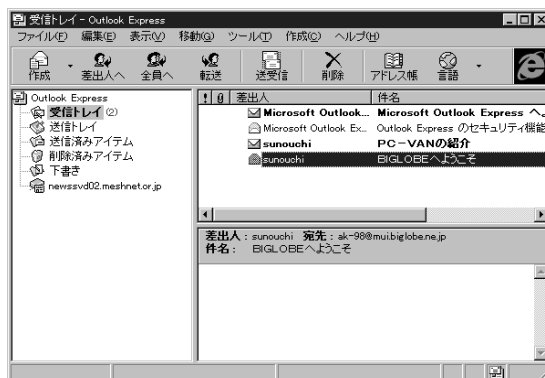 受信トレイ - Outlook Express
ファイル(F) 編集(E) 表示(V) 移動(G) ツール(T) 作成(C) ヘルプ(H)
作成 差出人へ 全員へ 転送 送受信 削除 アドレス帳 言語
Outlook Express
受信トレイ (2)
送信トレイ
送信済みアイテム
削除済みアイテム
下書き
newssvd02.meshnet.or.jp
! 差出人 件名
Microsoft Outlook... Microsoft Outlook Express へ
Microsoft Outlook Ex.. Outlook Express のセキュリティ機能
sunouchi PC-VANの紹介
sunouchi BIGLOBEへようこそ
差出人 : sunouchi 宛先 : ak-98@mui.biglobe.ne.jp
件名 : BIGLOBEへようこそ